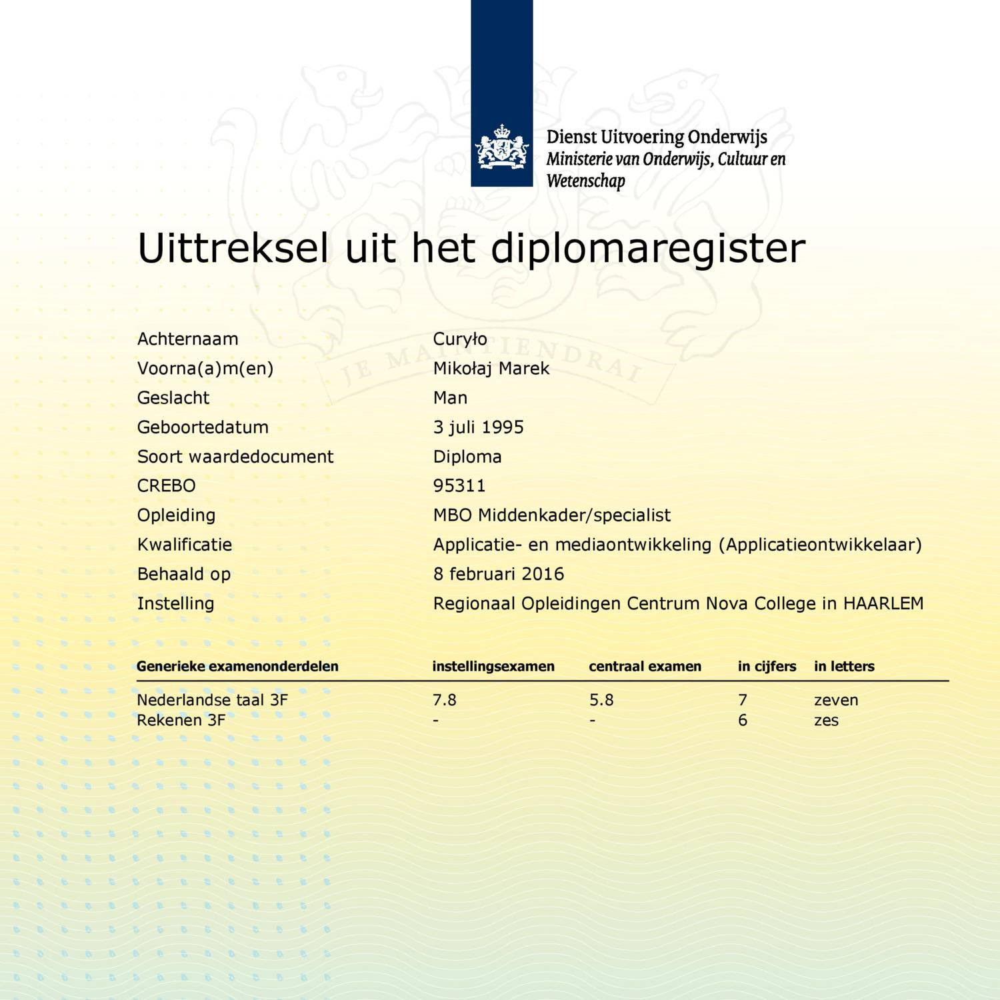 Dienst Uitvoering Onderwijs
Ministerie van Onderwijs, Cultuur en
Wetenschap
Uittreksel uit het diplomaregister
Achternaam Curyło
Voorna(a)m(en) Mikołaj Marek
Geslacht Man
Geboortedatum 3 juli 1995
Soort waardedocument Diploma
CREBO 95311
Opleiding MBO Middenkader/specialist
Kwalificatie Applicatie- en mediaontwikkeling (Applicatieontwikkelaar)
Behaald op 8 februari 2016
Instelling Regionaal Opleidingen Centrum Nova College in HAARLEM
JE MAINTIENDRAI
Generieke examenonderdelen instellingsexamen centraal examen in cijfers in letters
Nederlandse taal 3F 7.8 5.8 7 zeven
Rekenen 3F - - 6 zes